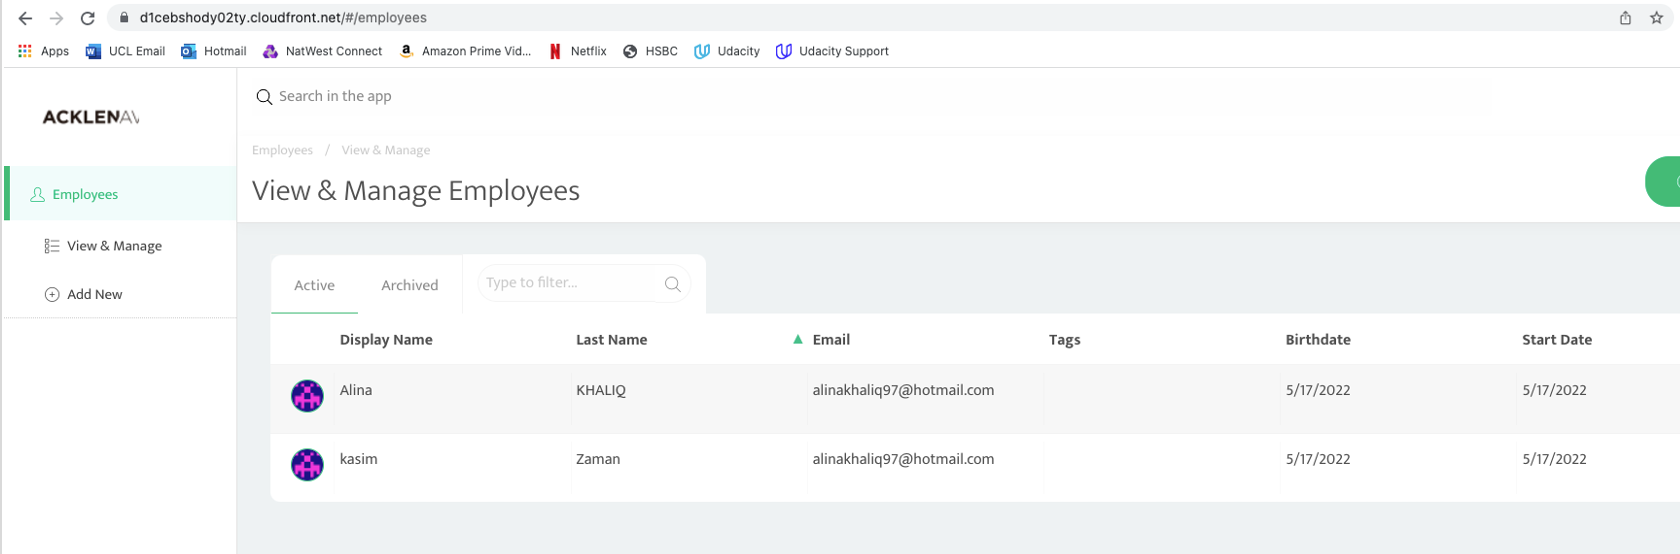 d1cebshody02ty.cloudfront.net/#/employees
Apps UCL Email Hotmail NatWest Connect Amazon Prime Vid... Netflix HSBC Udacity Udacity Support
ACKLENAV
Search in the app
Employees / View & Manage
View & Manage Employees
Employees
View & Manage
Add New
Active Archived Type to filter...
Display Name Last Name Email Tags Birthdate Start Date
Alina KHALIQ alinakhaliq97@hotmail.com 5/17/2022 5/17/2022
kasim Zaman alinakhaliq97@hotmail.com 5/17/2022 5/17/2022